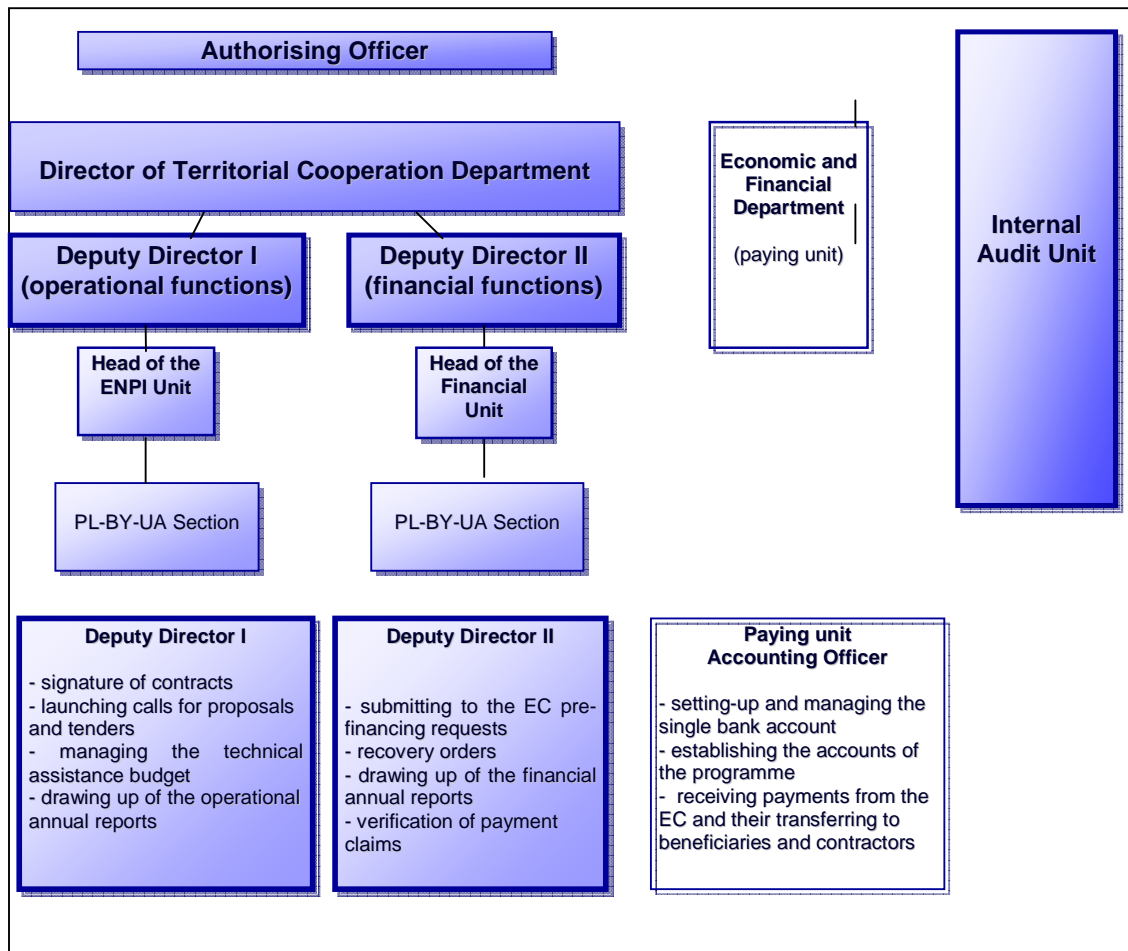 Authorising Officer
Director of Territorial Cooperation Department
Economic and
Financial
Department
(paying unit)
Internal
Audit Unit
Deputy Director I
(operational functions)
Deputy Director II
(financial functions)
Head of the
ENPI Unit
Head of the
Financial
Unit
PL-BY-UA Section
PL-BY-UA Section
Deputy Director I
- signature of contracts
- launching calls for proposals
and tenders
- managing the technical
assistance budget
- drawing up of the operational
annual reports
Deputy Director II
- submitting to the EC pre-
financing requests
- recovery orders
- drawing up of the financial
annual reports
- verification of payment
claims
Paying unit
Accounting Officer
- setting-up and managing the
single bank account
- establishing the accounts of
the programme
- receiving payments from the
EC and their transferring to
beneficiaries and contractors